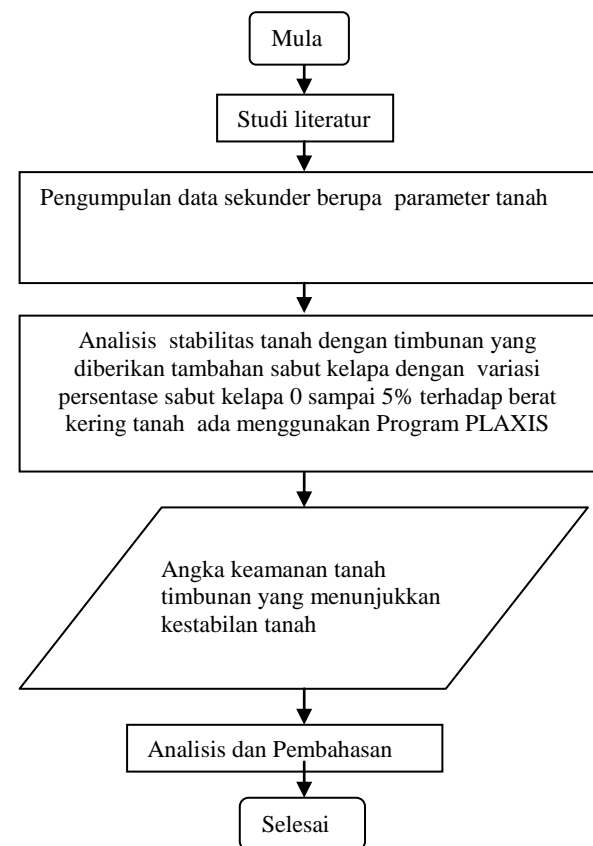 Mula
Studi literatur
Pengumpulan data sekunder berupa parameter tanah
Analisis stabilitas tanah dengan timbunan yang
diberikan tambahan sabut kelapa dengan variasi
persentase sabut kelapa 0 sampai 5% terhadap berat
kering tanah ada menggunakan Program PLAXIS
Angka keamanan tanah
timbunan yang menunjukkan
kestabilan tanah
Analisis dan Pembahasan
Selesai